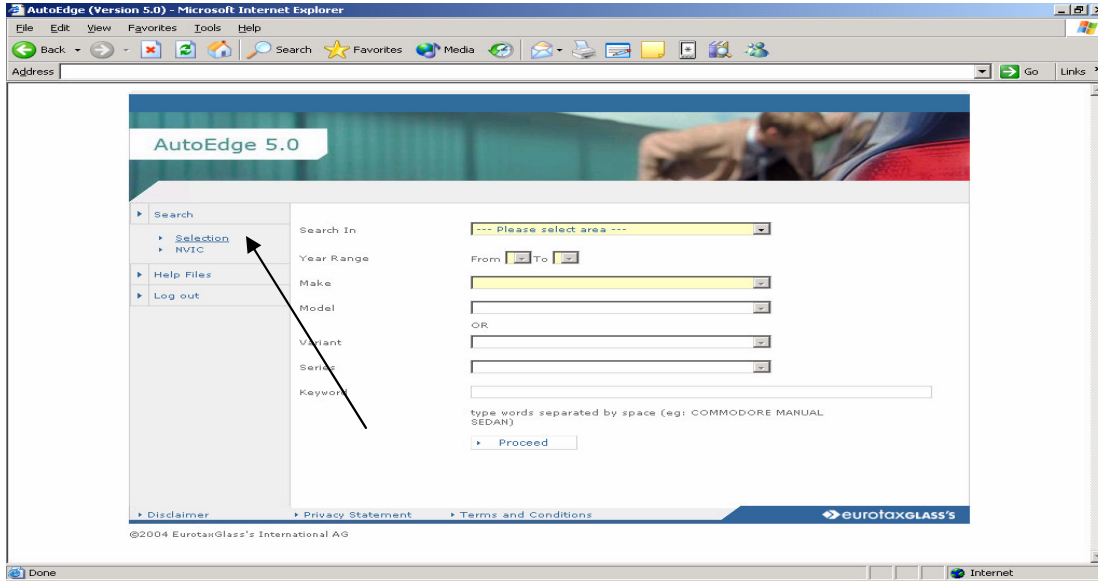 AutoEdge (Version 5.0) - Microsoft Internet Explorer
File Edit View Favorites Tools Help
Back Search Favorites Media
Address Go Links
AutoEdge 5.0
Search
Selection
NVIC
Help Files
Log out
Search In --- Please select area ---
Year Range From To
Make
Model
OR
Variant
Series
Keyword
type words separated by space (eg: COMMODORE MANUAL
SEDAN)
Proceed
Disclaimer Privacy Statement Terms and Conditions eurotaxGLASS'S
©2004 EurotaxGlass's International AG
Done Internet